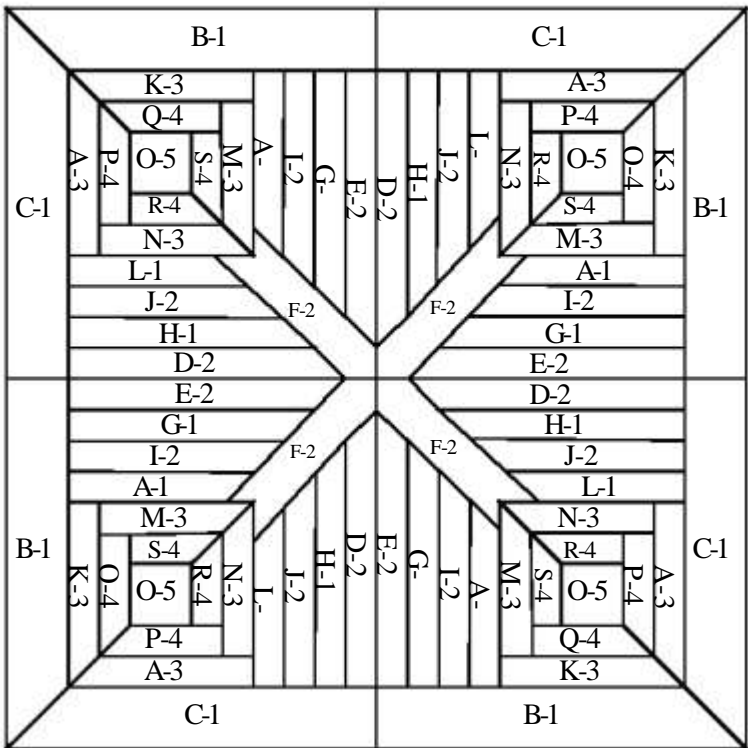 B-1 C-1
K-3 A-3
Q-4 P-4
A-3 P-4 O-5 S-4 M-3 A- I-2 G- E-2 D-2 H-1 J-2 L- N-3 R-4 O-5 O-4 K-3
C-1 R-4 S-4 B-1
N-3 M-3
L-1 A-1
J-2 F-2 F-2 I-2
H-1 G-1
D-2 E-2
E-2 D-2
G-1 H-1
I-2 F-2 F-2 J-2
A-1 L-1
M-3 N-3
B-1 S-4 R-4 C-1
K-3 O-4 O-5 R-4 N-3 L- J-2 H-1 D-2 E-2 G- I-2 A- M-3 S-4 O-5 P-4 A-3
P-4 Q-4
A-3 K-3
C-1 B-1